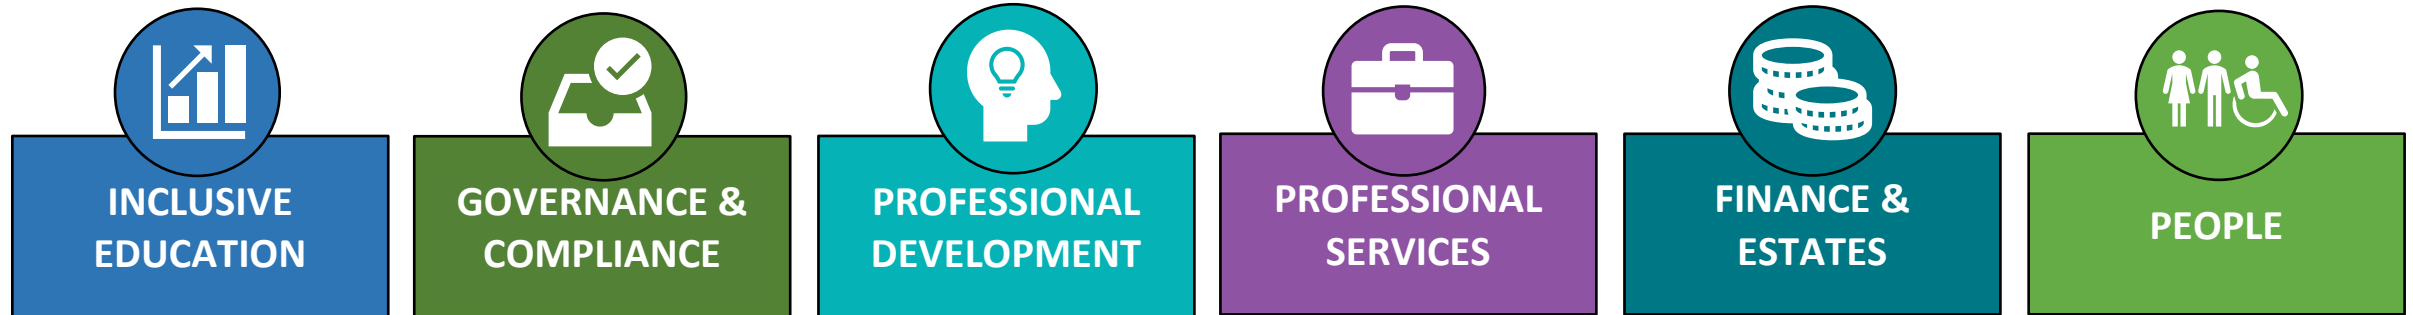 INCLUSIVE
EDUCATION
GOVERNANCE &
COMPLIANCE
PROFESSIONAL
DEVELOPMENT
PROFESSIONAL
SERVICES
FINANCE &
ESTATES
PEOPLE